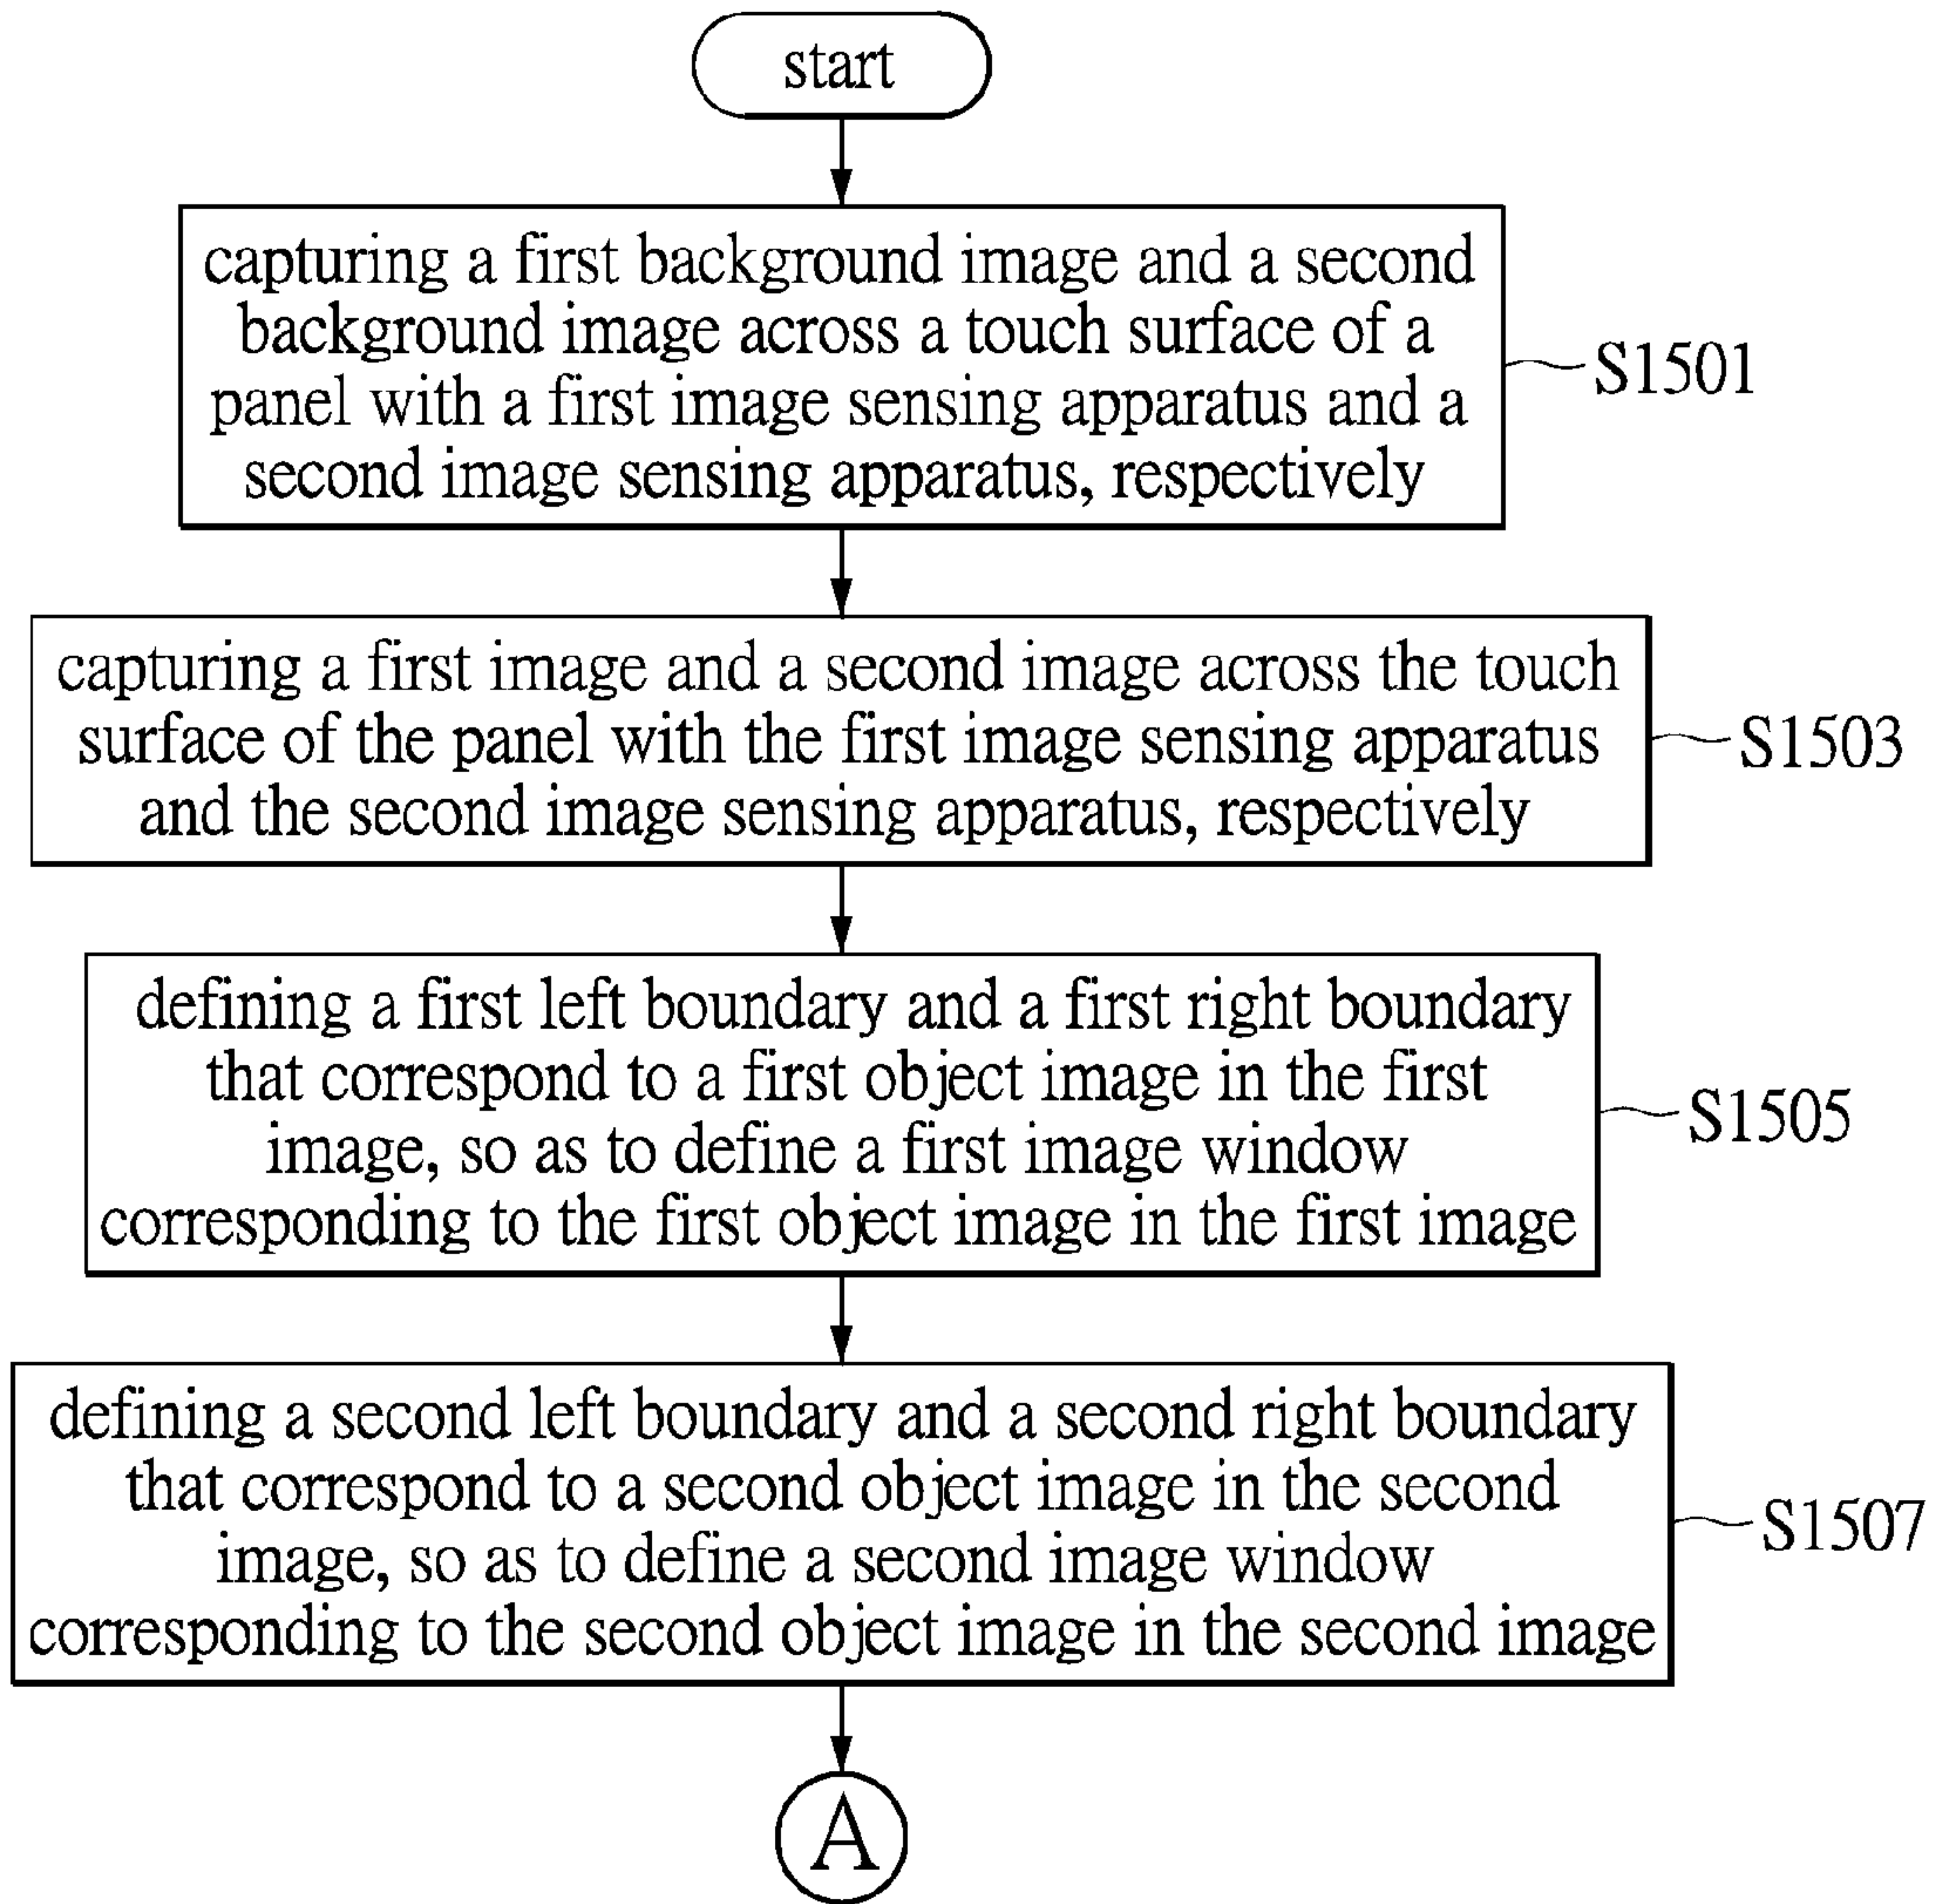 start
capturing a first background image and a second
background image across a touch surface of a
panel with a first image sensing apparatus and a
second image sensing apparatus, respectively
S1501
capturing a first image and a second image across the touch
surface of the panel with the first image sensing apparatus
and the second image sensing apparatus, respectively
S1503
defining a first left boundary and a first right boundary
that correspond to a first object image in the first
image, so as to define a first image window
corresponding to the first object image in the first image
S1505
defining a second left boundary and a second right boundary
that correspond to a second object image in the second
image, so as to define a second image window
corresponding to the second object image in the second image
S1507
A